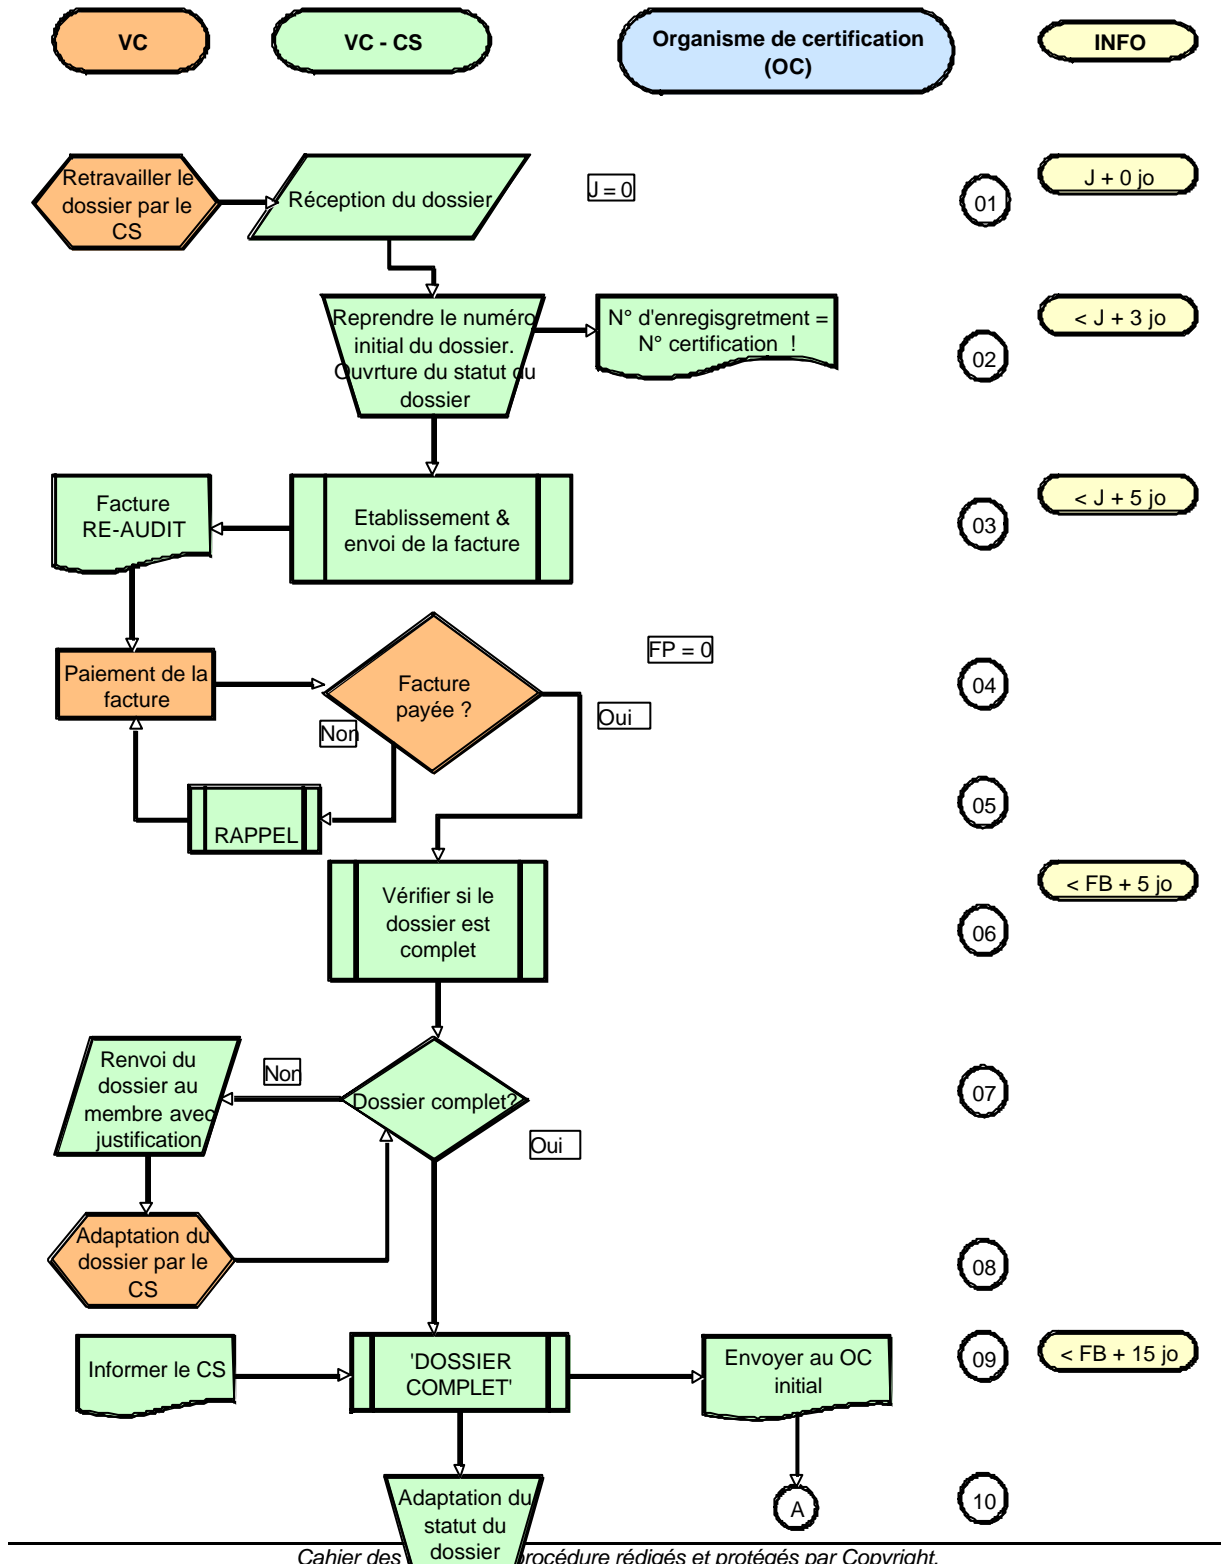 VC
VC - CS
Organisme de certification
(OC)
INFO
Retravailler le
dossier par le
CS
Réception du dossier
J = 0
01
J + 0 jo
Reprendre le numéro
initial du dossier.
Ouvrture du statut du
dossier
N° d'enregisgretment =
N° certification !
02
< J + 3 jo
Facture
RE-AUDIT
Etablissement &
envoi de la facture
03
< J + 5 jo
Paiement de la
facture
Facture
payée ?
FP = 0
04
Non
Oui
RAPPEL
05
Vérifier si le
dossier est
complet
06
< FB + 5 jo
Renvoi du
dossier au
membre avec
justification
Non
Dossier complet?
07
Oui
Adaptation du
dossier par le
CS
08
Informer le CS
'DOSSIER
COMPLET'
Envoyer au OC
initial
09
< FB + 15 jo
Adaptation du
statut du
dossier
A
10
Cahier des
procédure rédigés et protégés par Copyright.